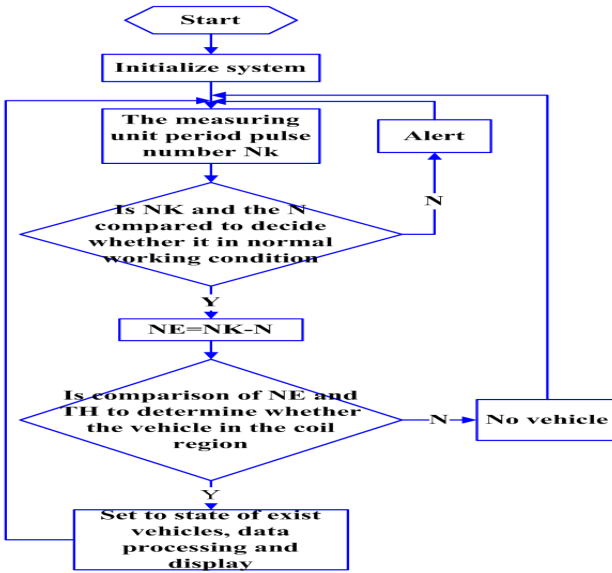 Start
Initialize system
The measuring
unit period pulse
number Nk
Alert
Is NK and the N
compared to decide
whether it in normal
working condition
N
Y
NE=NK-N
Is comparison of NE and
TH to determine whether
the vehicle in the coil
region
N
No vehicle
Y
Set to state of exist
vehicles, data
processing and
display